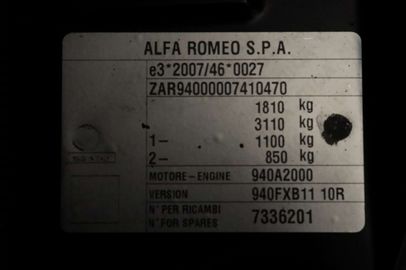 ALFA ROMEO S.P.A.
e3*2007/46*0027
ZAR94000007410470
1810 kg
3110 kg
1- 1100 kg
2- 850 kg
MOTORE-ENGINE 940A2000
VERSION 940FXB11 10R
N° PER RICAMBI
N° FOR SPARES 7336201